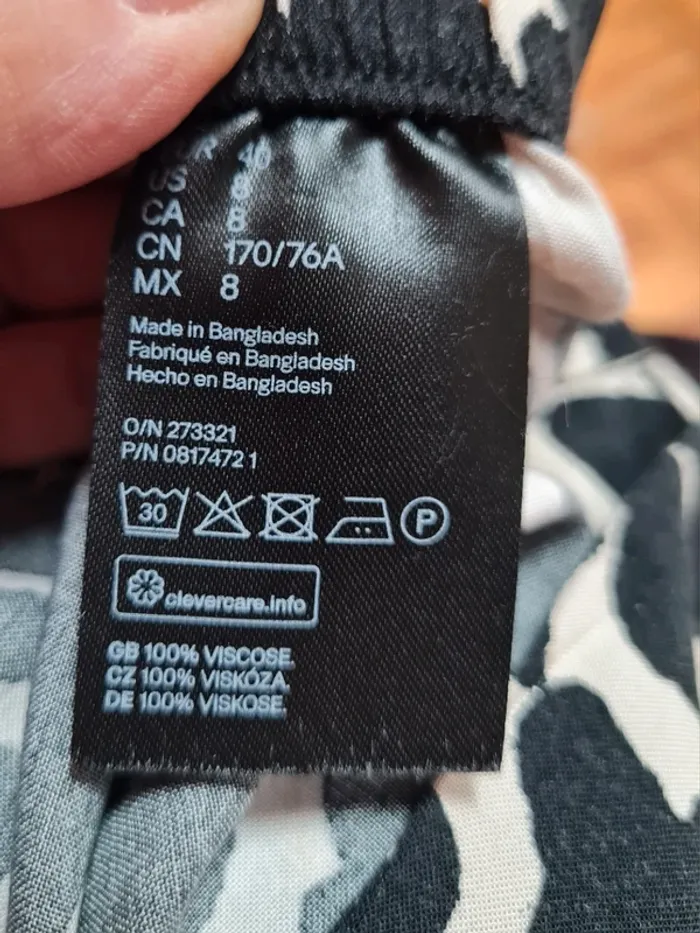 R 40
US 8
CA 8
CN 170/76A
MX 8
Made in Bangladesh
Fabriqué en Bangladesh
Hecho en Bangladesh
O/N 273321
P/N 0817472 1
30
P
clevercare.info
GB 100% VISCOSE.
CZ 100% VISKÓZA.
DE 100% VISKOSE.